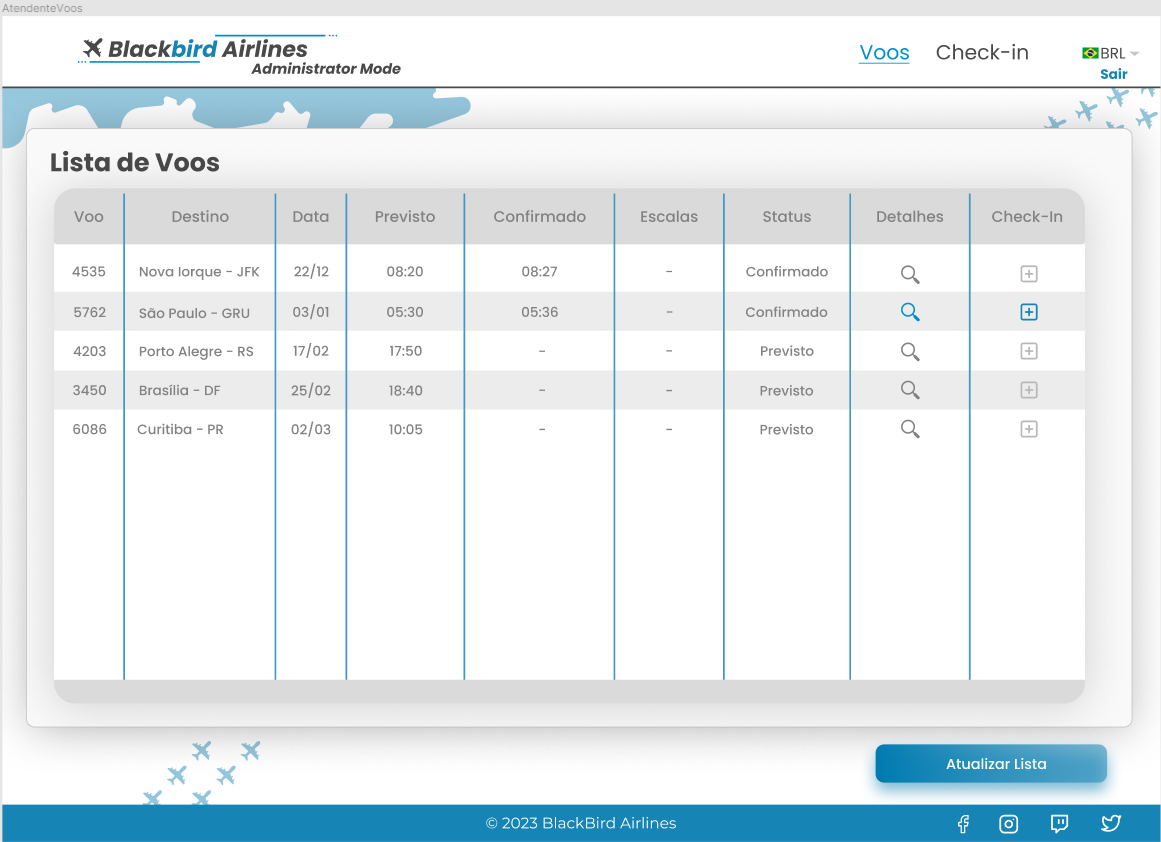 AtendenteVoos
Blackbird Airlines
Administrator Mode
Voos Check-in BRL
Sair
Lista de Voos
Voo Destino Data Previsto Confirmado Escalas Status Detalhes Check-In
4535 Nova Iorque - JFK 22/12 08:20 08:27 - Confirmado
5762 São Paulo - GRU 03/01 05:30 05:36 - Confirmado
4203 Porto Alegre - RS 17/02 17:50 - - Previsto
3450 Brasília - DF 25/02 18:40 - - Previsto
6086 Curitiba - PR 02/03 10:05 - - Previsto
Atualizar Lista
© 2023 BlackBird Airlines